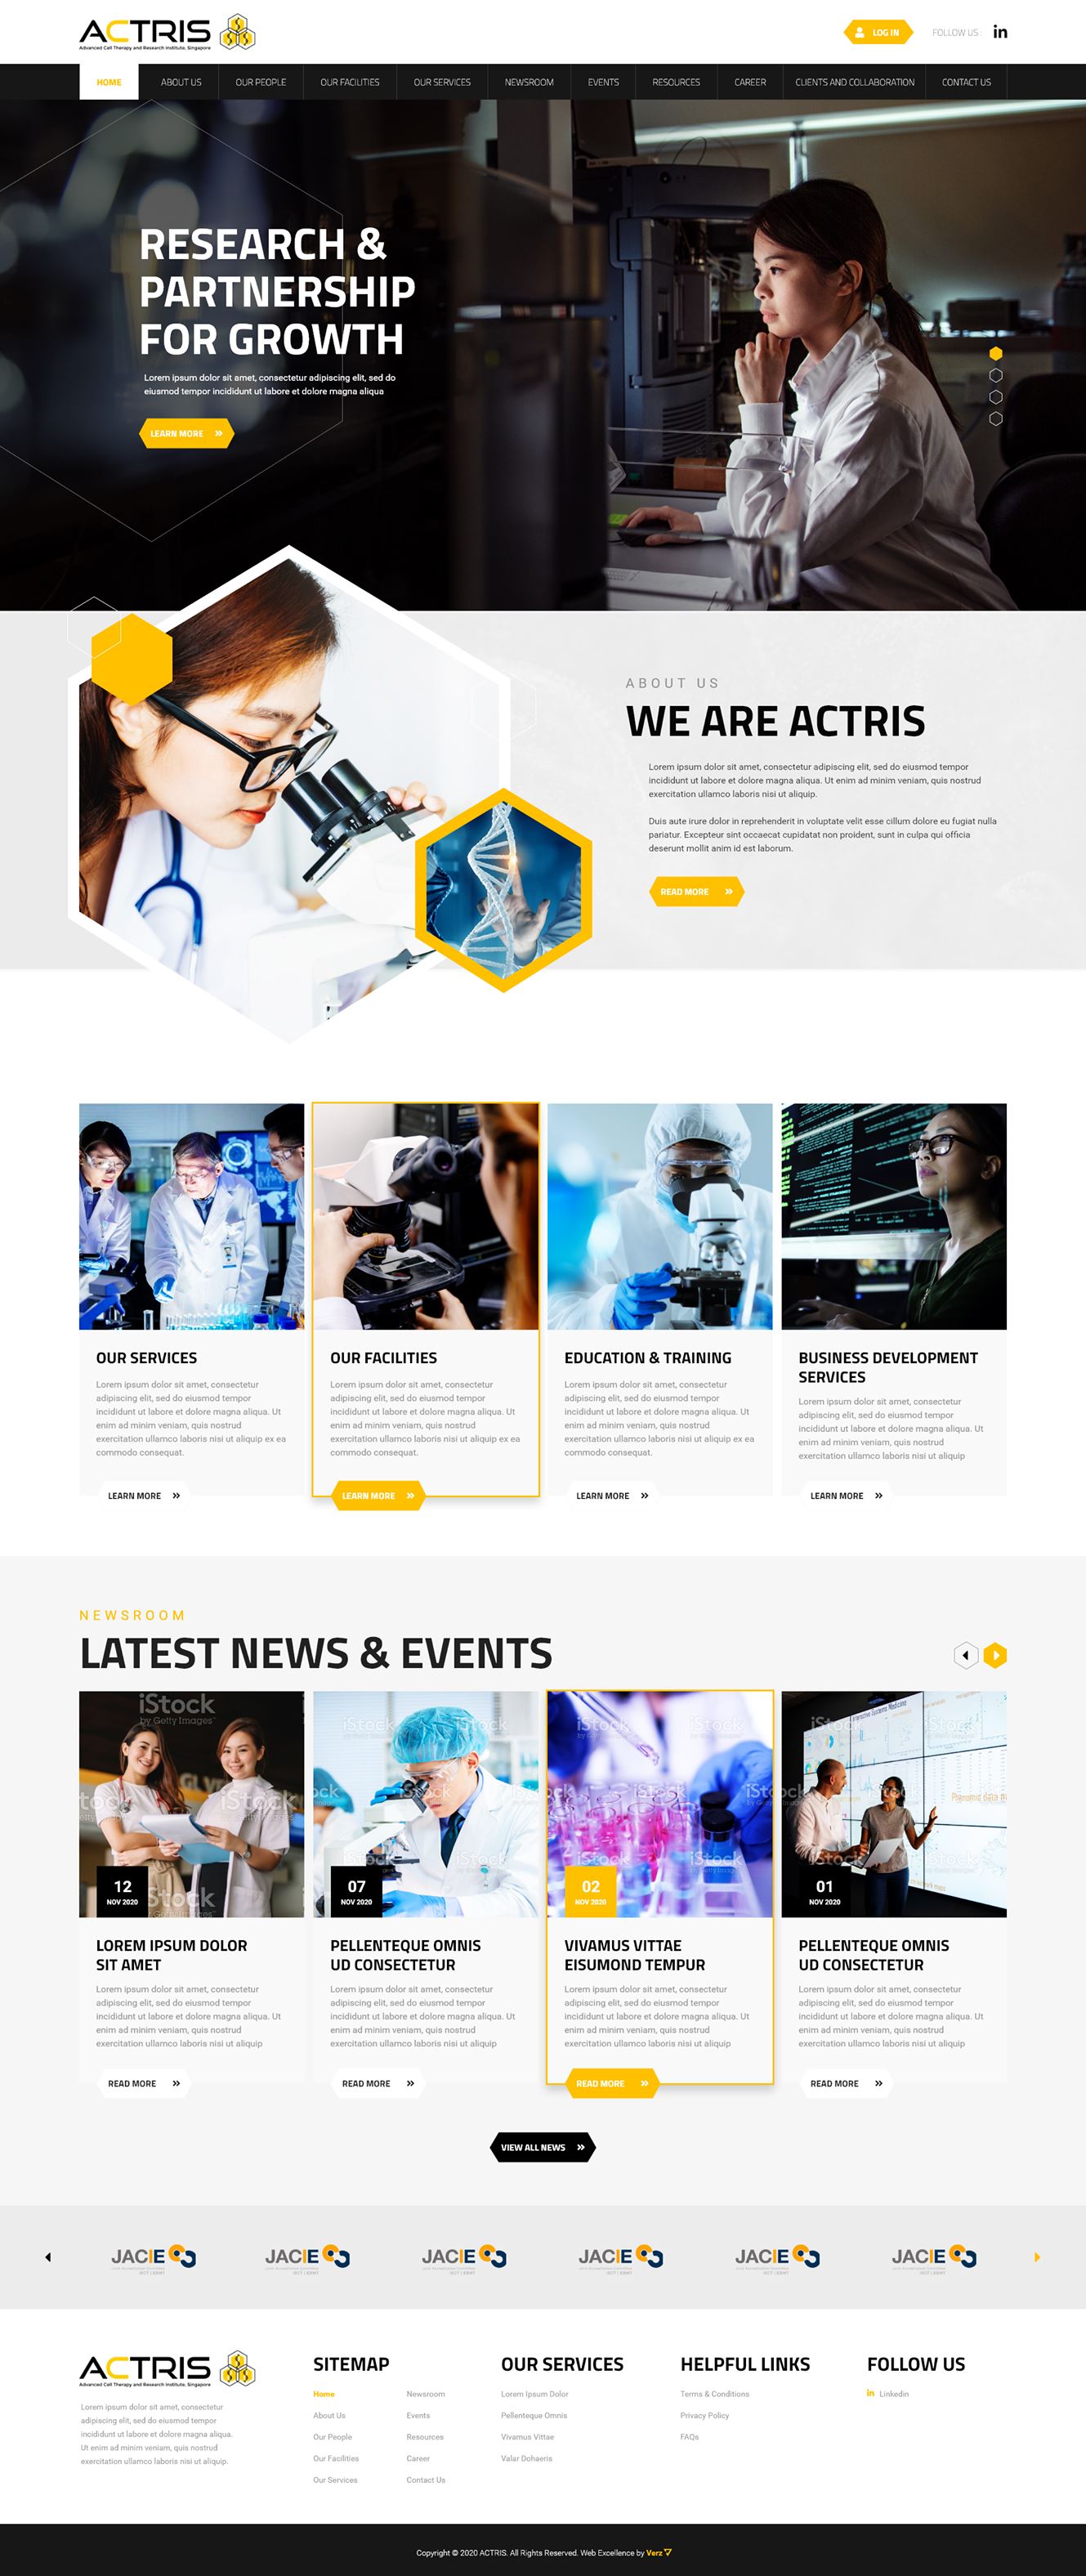 ACTRIS
Advanced Cell Therapy and Research Institute, Singapore
LOG IN
FOLLOW US :
in
HOME
ABOUT US
OUR PEOPLE
OUR FACILITIES
OUR SERVICES
NEWSROOM
EVENTS
RESOURCES
CAREER
CLIENTS AND COLLABORATION
CONTACT US
RESEARCH &
PARTNERSHIP
FOR GROWTH
Lorem ipsum dolor sit amet, consectetur adipiscing elit, sed do
eiusmod tempor incididunt ut labore et dolore magna aliqua
LEARN MORE
ABOUT US
WE ARE ACTRIS
Lorem ipsum dolor sit amet, consectetur adipiscing elit, sed do eiusmod tempor
incididunt ut labore et dolore magna aliqua. Ut enim ad minim veniam, quis nostrud
exercitation ullamco laboris nisi ut aliquip.
Duis aute irure dolor in reprehenderit in voluptate velit esse cillum dolore eu fugiat nulla
pariatur. Excepteur sint occaecat cupidatat non proident, sunt in culpa qui officia
deserunt mollit anim id est laborum.
READ MORE
OUR SERVICES
Lorem ipsum dolor sit amet, consectetur
adipiscing elit, sed do eiusmod tempor
incididunt ut labore et dolore magna aliqua. Ut
enim ad minim veniam, quis nostrud
exercitation ullamco laboris nisi ut aliquip ex ea
commodo consequat.
LEARN MORE
OUR FACILITIES
Lorem ipsum dolor sit amet, consectetur
adipiscing elit, sed do eiusmod tempor
incididunt ut labore et dolore magna aliqua. Ut
enim ad minim veniam, quis nostrud
exercitation ullamco laboris nisi ut aliquip ex ea
commodo consequat.
LEARN MORE
EDUCATION & TRAINING
Lorem ipsum dolor sit amet, consectetur
adipiscing elit, sed do eiusmod tempor
incididunt ut labore et dolore magna aliqua. Ut
enim ad minim veniam, quis nostrud
exercitation ullamco laboris nisi ut aliquip ex ea
commodo consequat.
LEARN MORE
BUSINESS DEVELOPMENT
SERVICES
Lorem ipsum dolor sit amet, consectetur
adipiscing elit, sed do eiusmod tempor
incididunt ut labore et dolore magna aliqua. Ut
enim ad minim veniam, quis nostrud
exercitation ullamco laboris nisi ut aliquip
LEARN MORE
NEWSROOM
LATEST NEWS & EVENTS
iStock
by Getty Images
12
NOV 2020
LOREM IPSUM DOLOR
SIT AMET
Lorem ipsum dolor sit amet, consectetur
adipiscing elit, sed do eiusmod tempor
incididunt ut labore et dolore magna aliqua. Ut
enim ad minim veniam, quis nostrud
exercitation ullamco laboris nisi ut aliquip
READ MORE
iStock
07
NOV 2020
PELLENTEQUE OMNIS
UD CONSECTETUR
Lorem ipsum dolor sit amet, consectetur
adipiscing elit, sed do eiusmod tempor
incididunt ut labore et dolore magna aliqua. Ut
enim ad minim veniam, quis nostrud
exercitation ullamco laboris nisi ut aliquip
READ MORE
iStock
02
NOV 2020
VIVAMUS VITTAE
EISUMOND TEMPUR
Lorem ipsum dolor sit amet, consectetur
adipiscing elit, sed do eiusmod tempor
incididunt ut labore et dolore magna aliqua. Ut
enim ad minim veniam, quis nostrud
exercitation ullamco laboris nisi ut aliquip
READ MORE
iStock
01
NOV 2020
PELLENTEQUE OMNIS
UD CONSECTETUR
Lorem ipsum dolor sit amet, consectetur
adipiscing elit, sed do eiusmod tempor
incididunt ut labore et dolore magna aliqua. Ut
enim ad minim veniam, quis nostrud
exercitation ullamco laboris nisi ut aliquip
READ MORE
VIEW ALL NEWS
JACIE
JACIE
JACIE
JACIE
JACIE
JACIE
ACTRIS
Advanced Cell Therapy and Research Institute, Singapore
Lorem ipsum dolor sit amet, consectetur
adipiscing elit, sed do eiusmod tempor
incididunt ut labore et dolore magna aliqua.
Ut enim ad minim veniam, quis nostrud
exercitation ullamco laboris nisi ut aliquip.
SITEMAP
Home
About Us
Our People
Our Facilities
Our Services
Newsroom
Events
Resources
Career
Contact Us
OUR SERVICES
Lorem Ipsum Dolor
Pellenteque Omnis
Vivamus Vittae
Valar Dohaeris
HELPFUL LINKS
Terms & Conditions
Privacy Policy
FAQs
FOLLOW US
in Linkedin
Copyright © 2020 ACTRIS. All Rights Reserved. Web Excellence by Verz